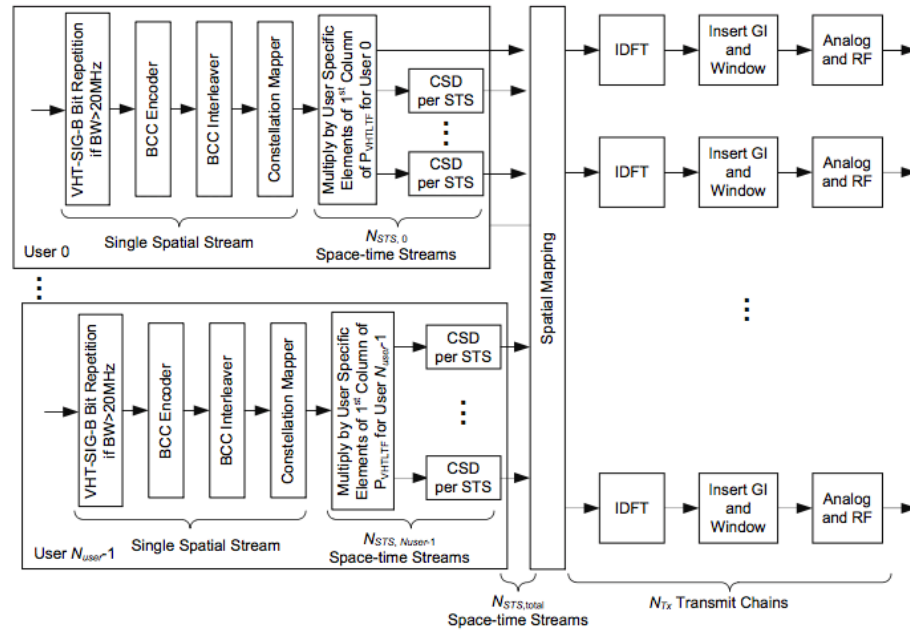 VHT-SIG-B Bit Repetition
if BW>20MHz
BCC Encoder
BCC Interleaver
Constellation Mapper
Multiply by User Specific
Elements of 1st Column
of PVHTLTF for User 0
CSD
per STS
CSD
per STS
Single Spatial Stream
NSTS, 0
Space-time Streams
User 0
VHT-SIG-B Bit Repetition
if BW>20MHz
BCC Encoder
BCC Interleaver
Constellation Mapper
Multiply by User Specific
Elements of 1st Column of
PVHTLTF for User Nuser-1
CSD
per STS
CSD
per STS
Single Spatial Stream
NSTS, Nuser-1
Space-time Streams
User Nuser-1
Spatial Mapping
NSTS,total
Space-time Streams
IDFT
Insert GI
and
Window
Analog
and RF
IDFT
Insert GI
and
Window
Analog
and RF
IDFT
Insert GI
and
Window
Analog
and RF
NTx Transmit Chains